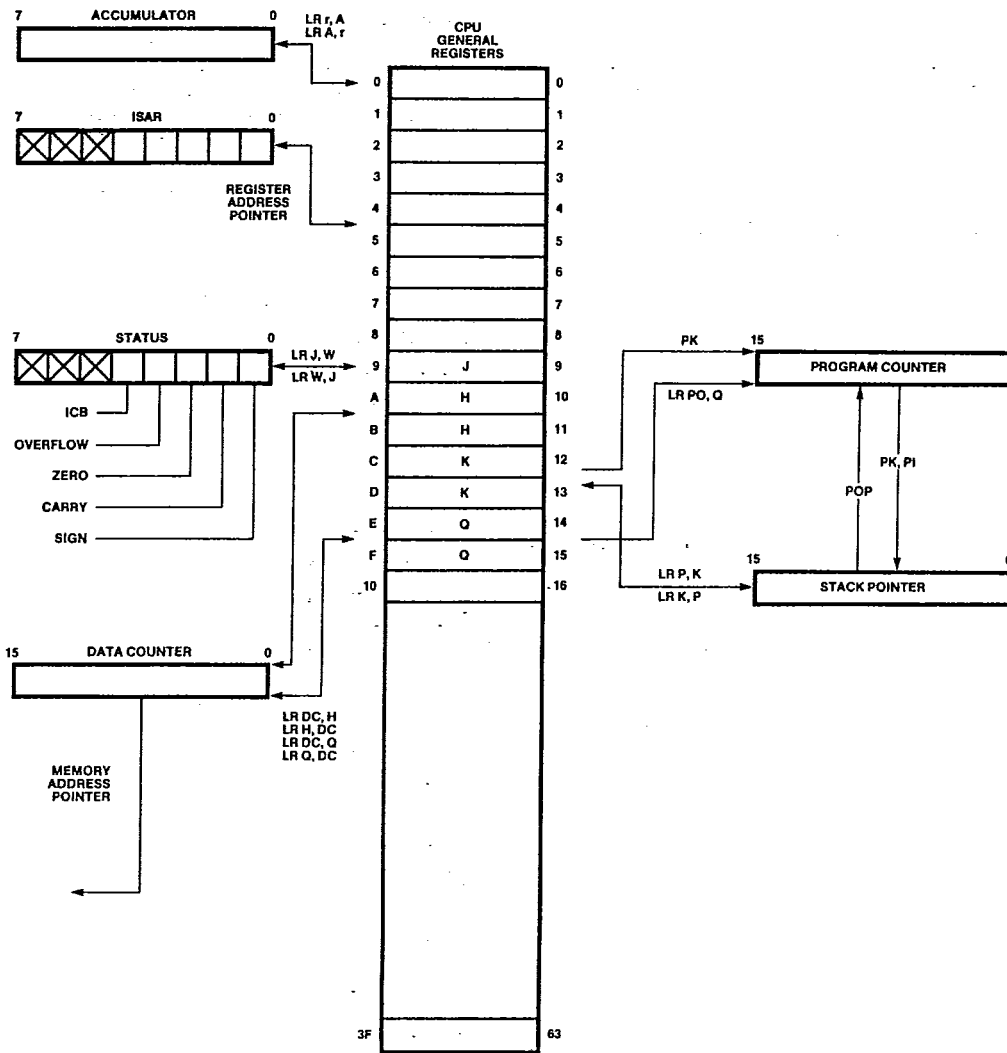 7 ACCUMULATOR 0
LR r, A
LR A, r
CPU
GENERAL
REGISTERS
7 ISAR 0
REGISTER
ADDRESS
POINTER
0 0
1 1
2 2
3 3
4 4
5 5
6 6
7 7
8 8
9 J 9
A H 10
B H 11
C K 12
D K 13
E Q 14
F Q 15
10 16
3F 63
7 STATUS 0
LR J, W
LR W, J
ICB
OVERFLOW
ZERO
CARRY
SIGN
15 DATA COUNTER 0
LR DC, H
LR H, DC
LR DC, Q
LR Q, DC
MEMORY
ADDRESS
POINTER
PK
15
PROGRAM COUNTER
LR PO, Q
PK, PI
POP
15
STACK POINTER
LR P, K
LR K, P